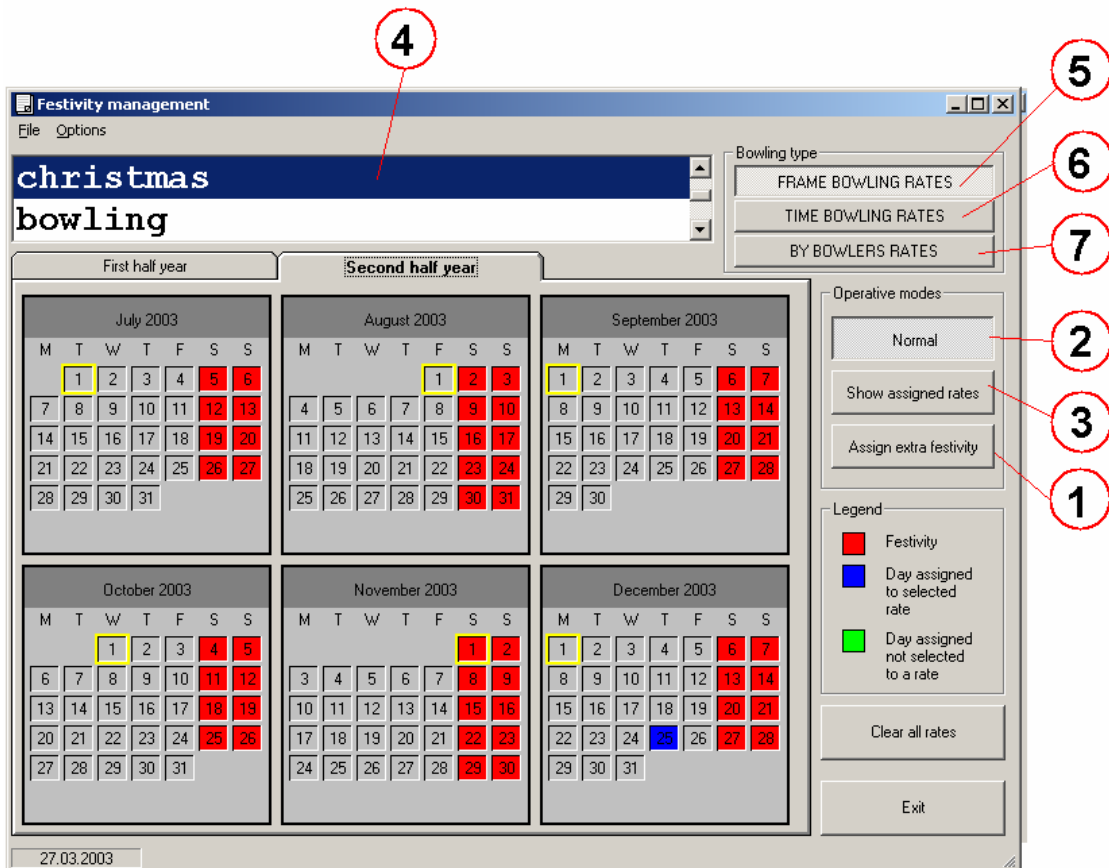 4
5
Festivity management
File Options
Bowling type
christmas
FRAME BOWLING RATES
6
bowling
TIME BOWLING RATES
BY BOWLERS RATES
7
First half year Second half year
Operative modes
July 2003 August 2003 September 2003
Normal
2
M T W T F S S M T W T F S S M T W T F S S
1 2 3 4 5 6 1 2 3 1 2 3 4 5 6 7
Show assigned rates
7 8 9 10 11 12 13 4 5 6 7 8 9 10 8 9 10 11 12 13 14
3
14 15 16 17 18 19 20 11 12 13 14 15 16 17 15 16 17 18 19 20 21
Assign extra festivity
21 22 23 24 25 26 27 18 19 20 21 22 23 24 22 23 24 25 26 27 28
28 29 30 31 25 26 27 28 29 30 31 29 30
1
Legend
Festivity
Day assigned
to selected
rate
Day assigned
not selected
to a rate
October 2003 November 2003 December 2003
M T W T F S S M T W T F S S M T W T F S S
1 2 3 4 5 1 2 1 2 3 4 5 6 7
6 7 8 9 10 11 12 3 4 5 6 7 8 9 8 9 10 11 12 13 14
13 14 15 16 17 18 19 10 11 12 13 14 15 16 15 16 17 18 19 20 21
20 21 22 23 24 25 26 17 18 19 20 21 22 23 22 23 24 25 26 27 28
27 28 29 30 31 24 25 26 27 28 29 30 29 30 31
Clear all rates
Exit
27.03.2003